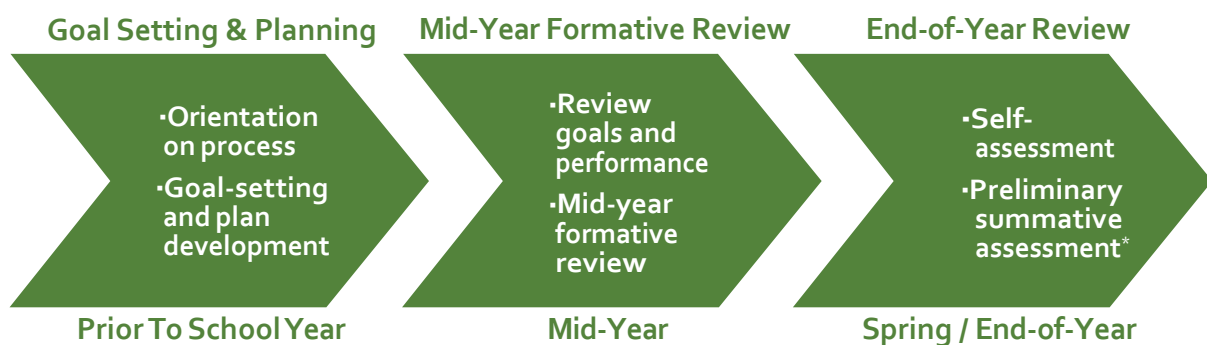 Goal Setting & Planning
Mid-Year Formative Review
End-of-Year Review
▪Orientation
on process
▪Goal-setting
and plan
development
▪Review
goals and
performance
▪Mid-year
formative
review
▪Self-
assessment
▪Preliminary
summative
assessment*
Prior To School Year
Mid-Year
Spring / End-of-Year